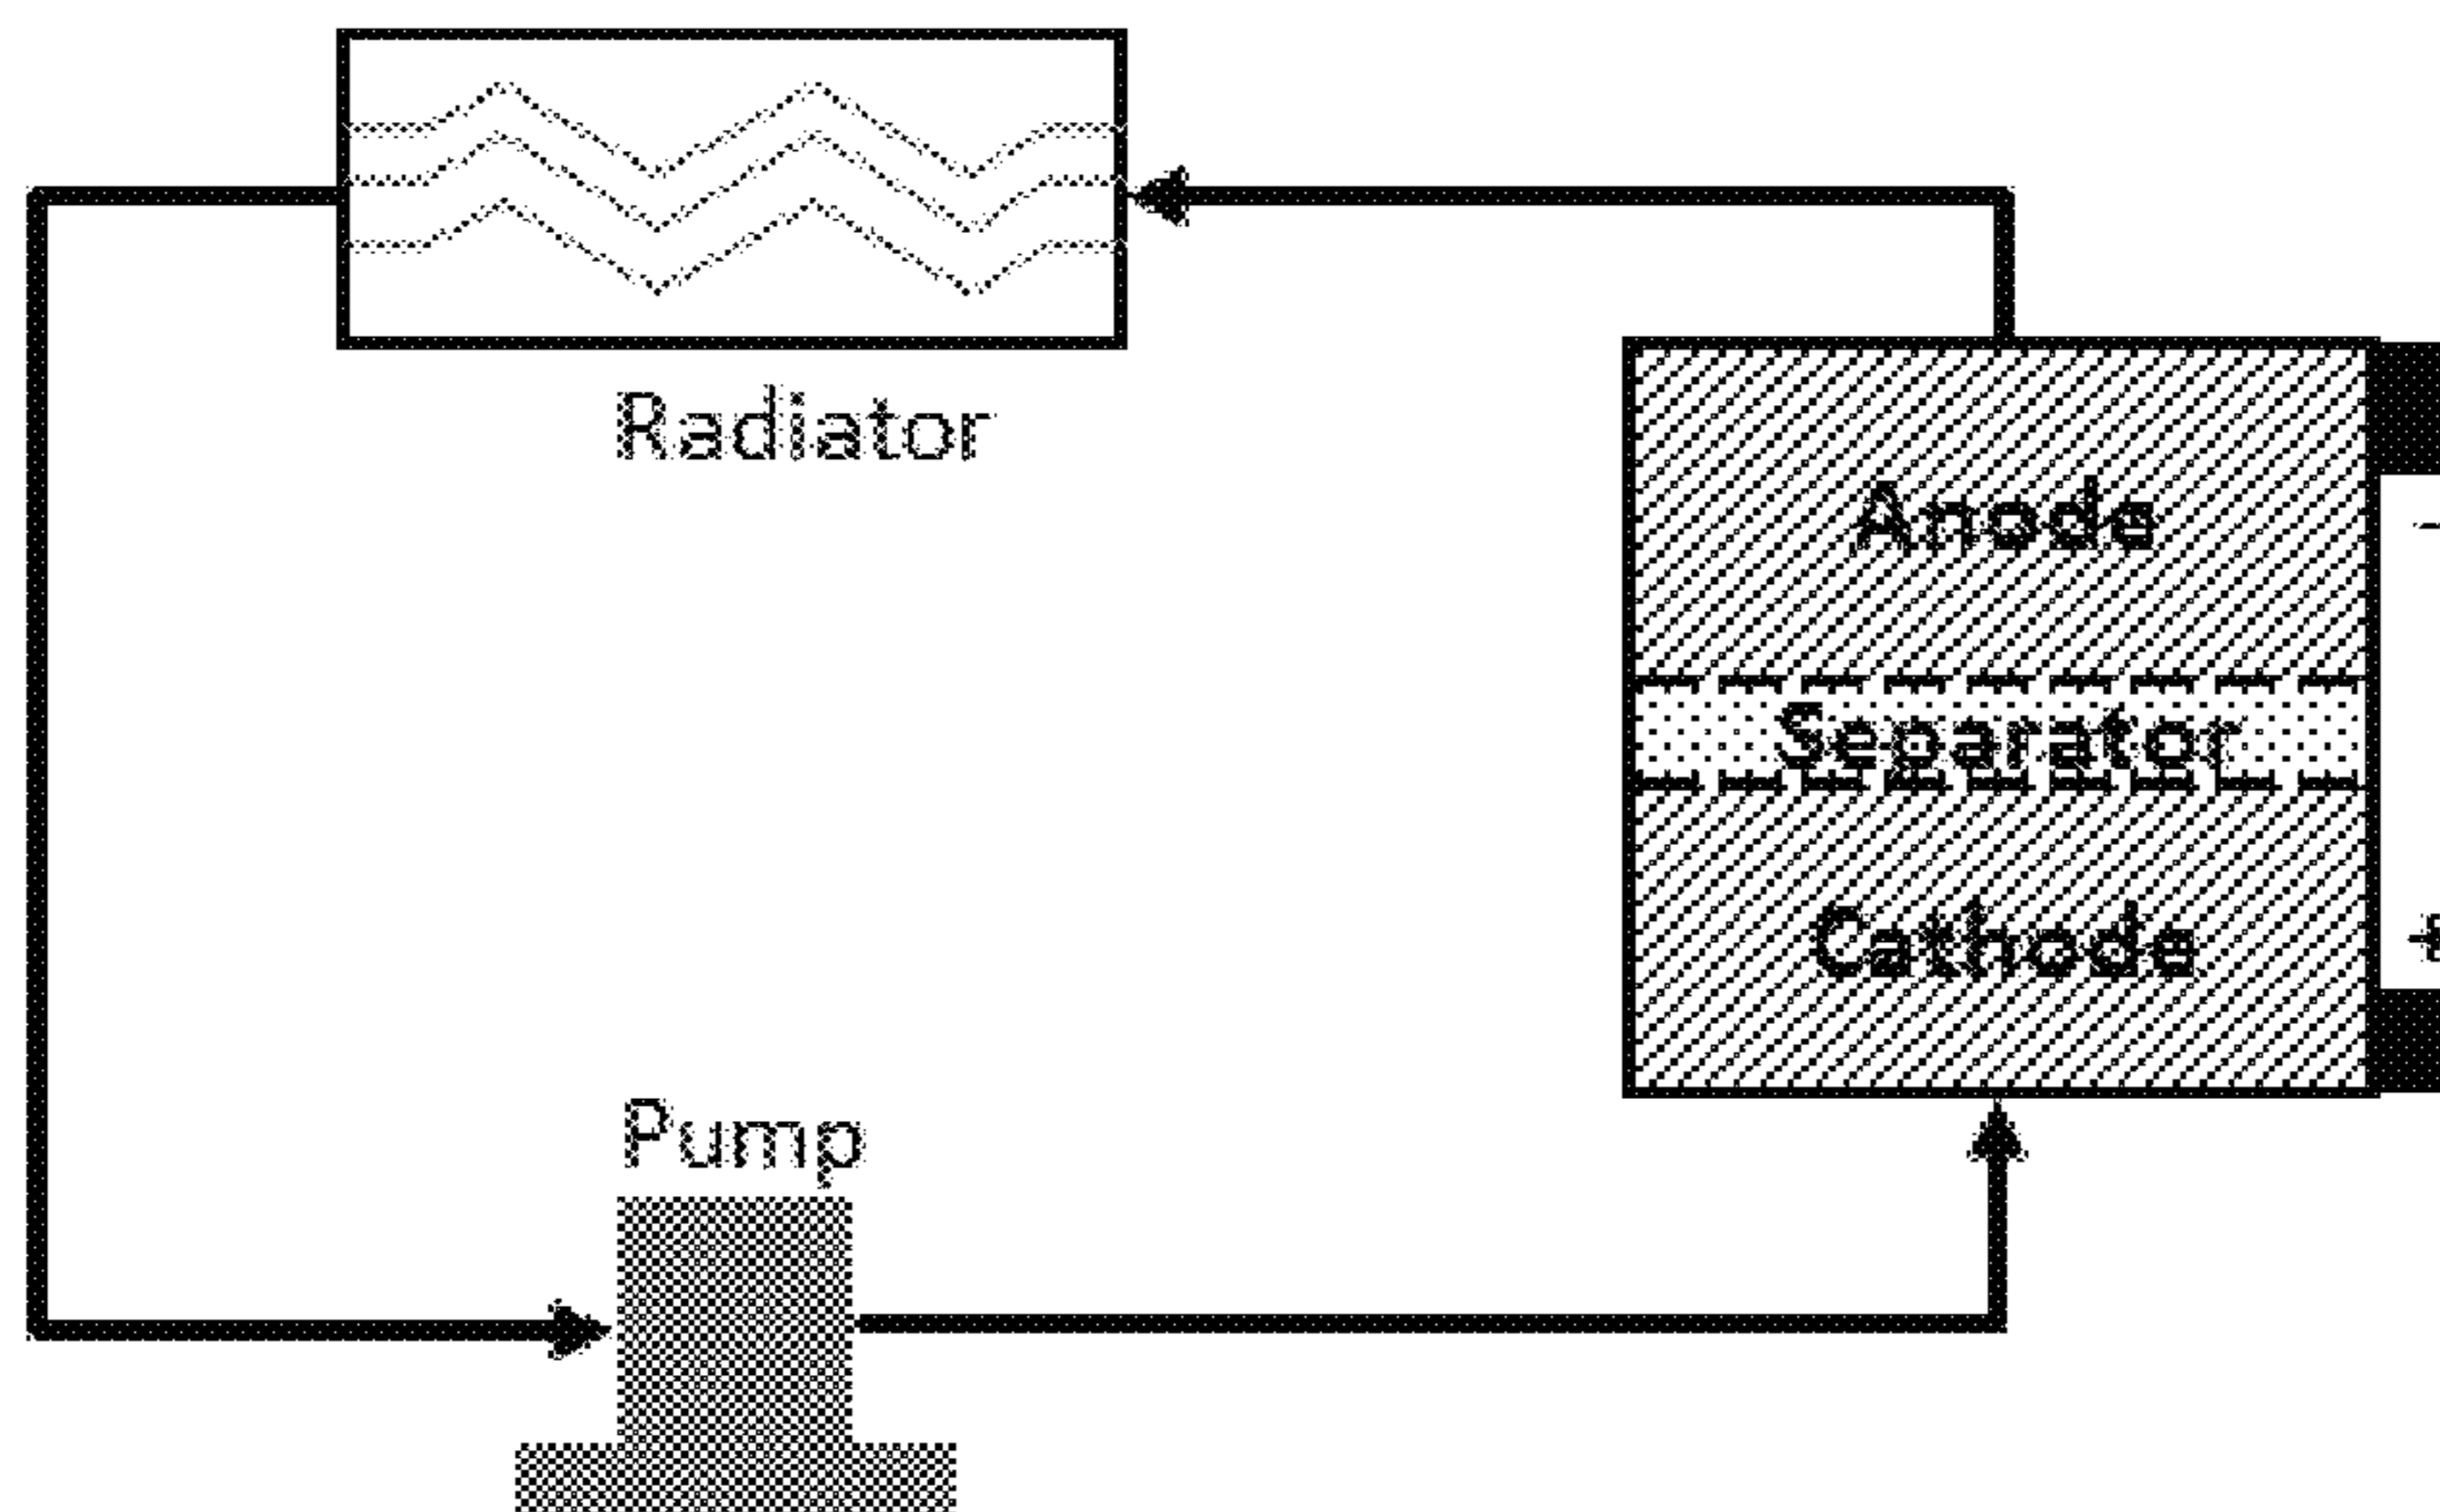 Radiator
Anode
-
Separator
Cathode
+
Pump